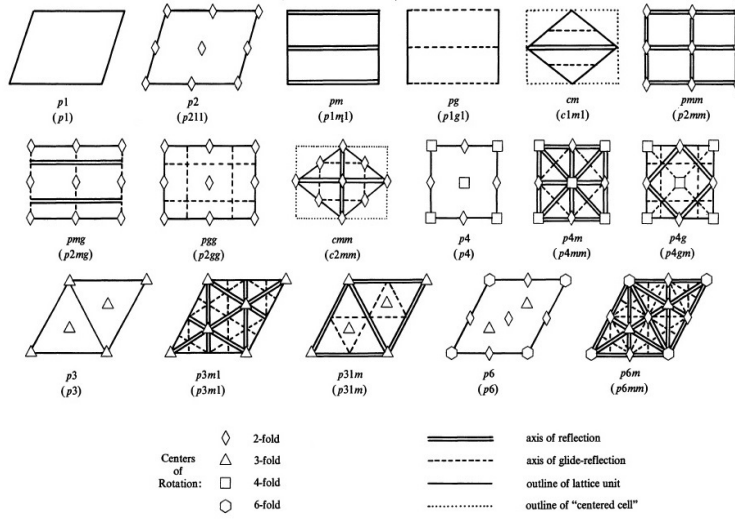 p1 p2 pm pg cm pmm
(p1) (p211) (p1m1) (p1g1) (c1m1) (p2mm)
pmg pgg cmm p4 p4m p4g
(p2mg) (p2gg) (c2mm) (p4) (p4mm) (p4gm)
p3 p3m1 p31m p6 p6m
(p3) (p3m1) (p31m) (p6) (p6mm)
Centers
of
Rotation:
2-fold
3-fold
4-fold
6-fold
axis of reflection
axis of glide-reflection
outline of lattice unit
outline of "centered cell"